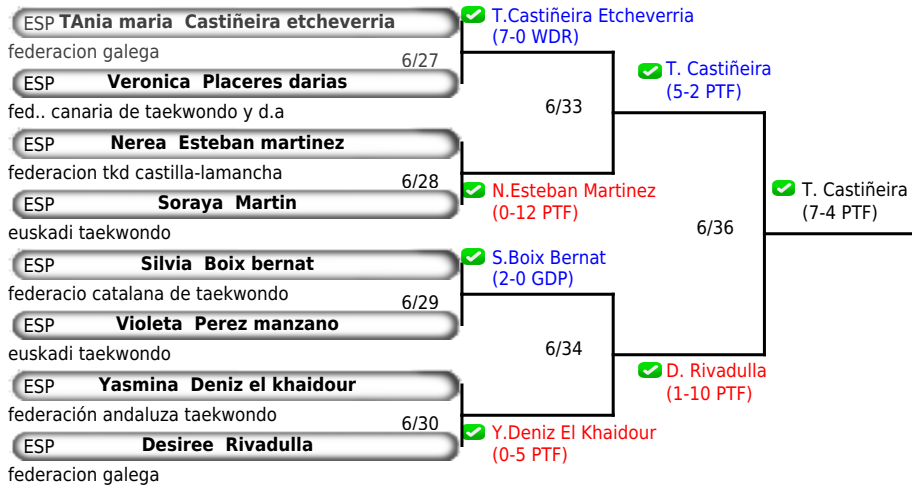 ESP TAnia maria Castiñeira etcheverria
federacion galega
6/27
ESP Veronica Placeres darias
fed.. canaria de taekwondo y d.a
ESP Nerea Esteban martinez
federacion tkd castilla-lamancha
6/28
ESP Soraya Martin
euskadi taekwondo
ESP Silvia Boix bernat
federacio catalana de taekwondo
6/29
ESP Violeta Perez manzano
euskadi taekwondo
ESP Yasmina Deniz el khaidour
federación andaluza taekwondo
6/30
ESP Desiree Rivadulla
federacion galega
T.Castiñeira Etcheverria
(7-0 WDR)
6/33
N.Esteban Martinez
(0-12 PTF)
S.Boix Bernat
(2-0 GDP)
6/34
Y.Deniz El Khaidour
(0-5 PTF)
T. Castiñeira
(5-2 PTF)
6/36
D. Rivadulla
(1-10 PTF)
T. Castiñeira
(7-4 PTF)